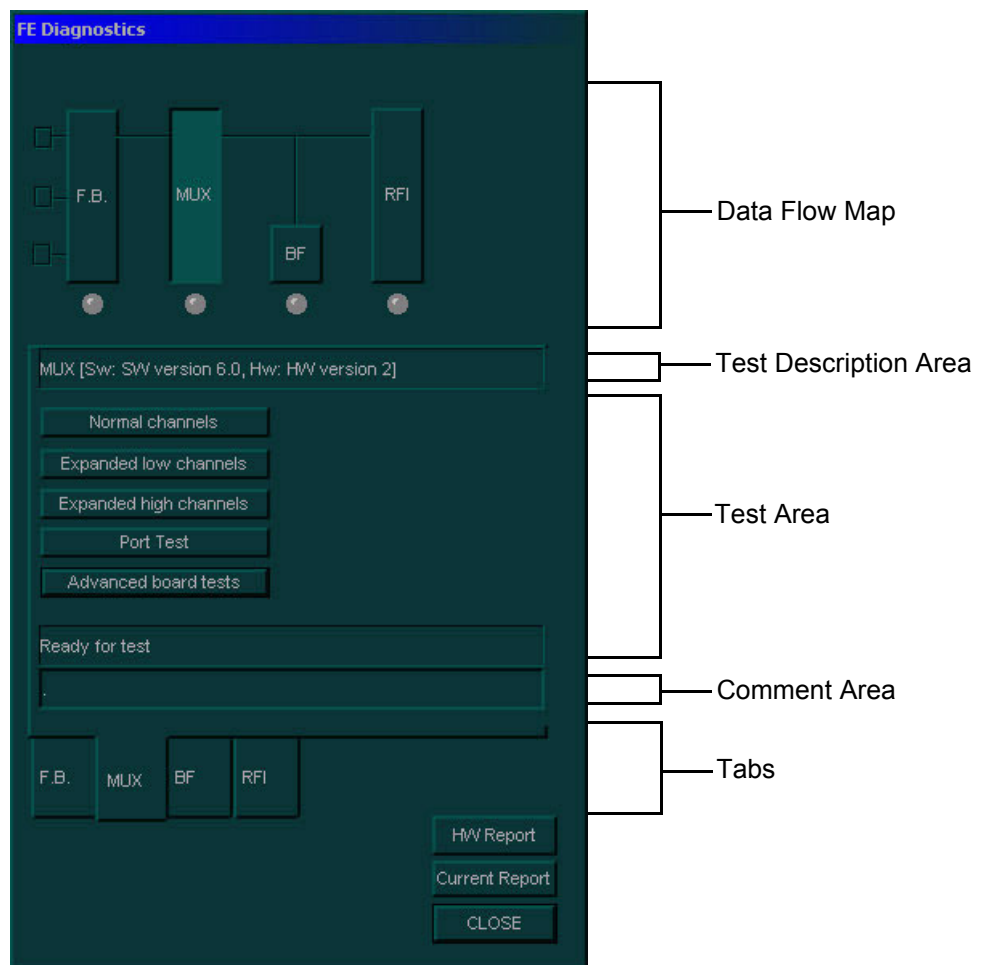 FE Diagnostics
F.B.
MUX
BF
RFI
Data Flow Map
MUX [Sw: SW version 6.0, Hw: HW version 2]
Test Description Area
Normal channels
Expanded low channels
Expanded high channels
Port Test
Advanced board tests
Test Area
Ready for test
.
Comment Area
F.B.
MUX
BF
RFI
Tabs
HW Report
Current Report
CLOSE